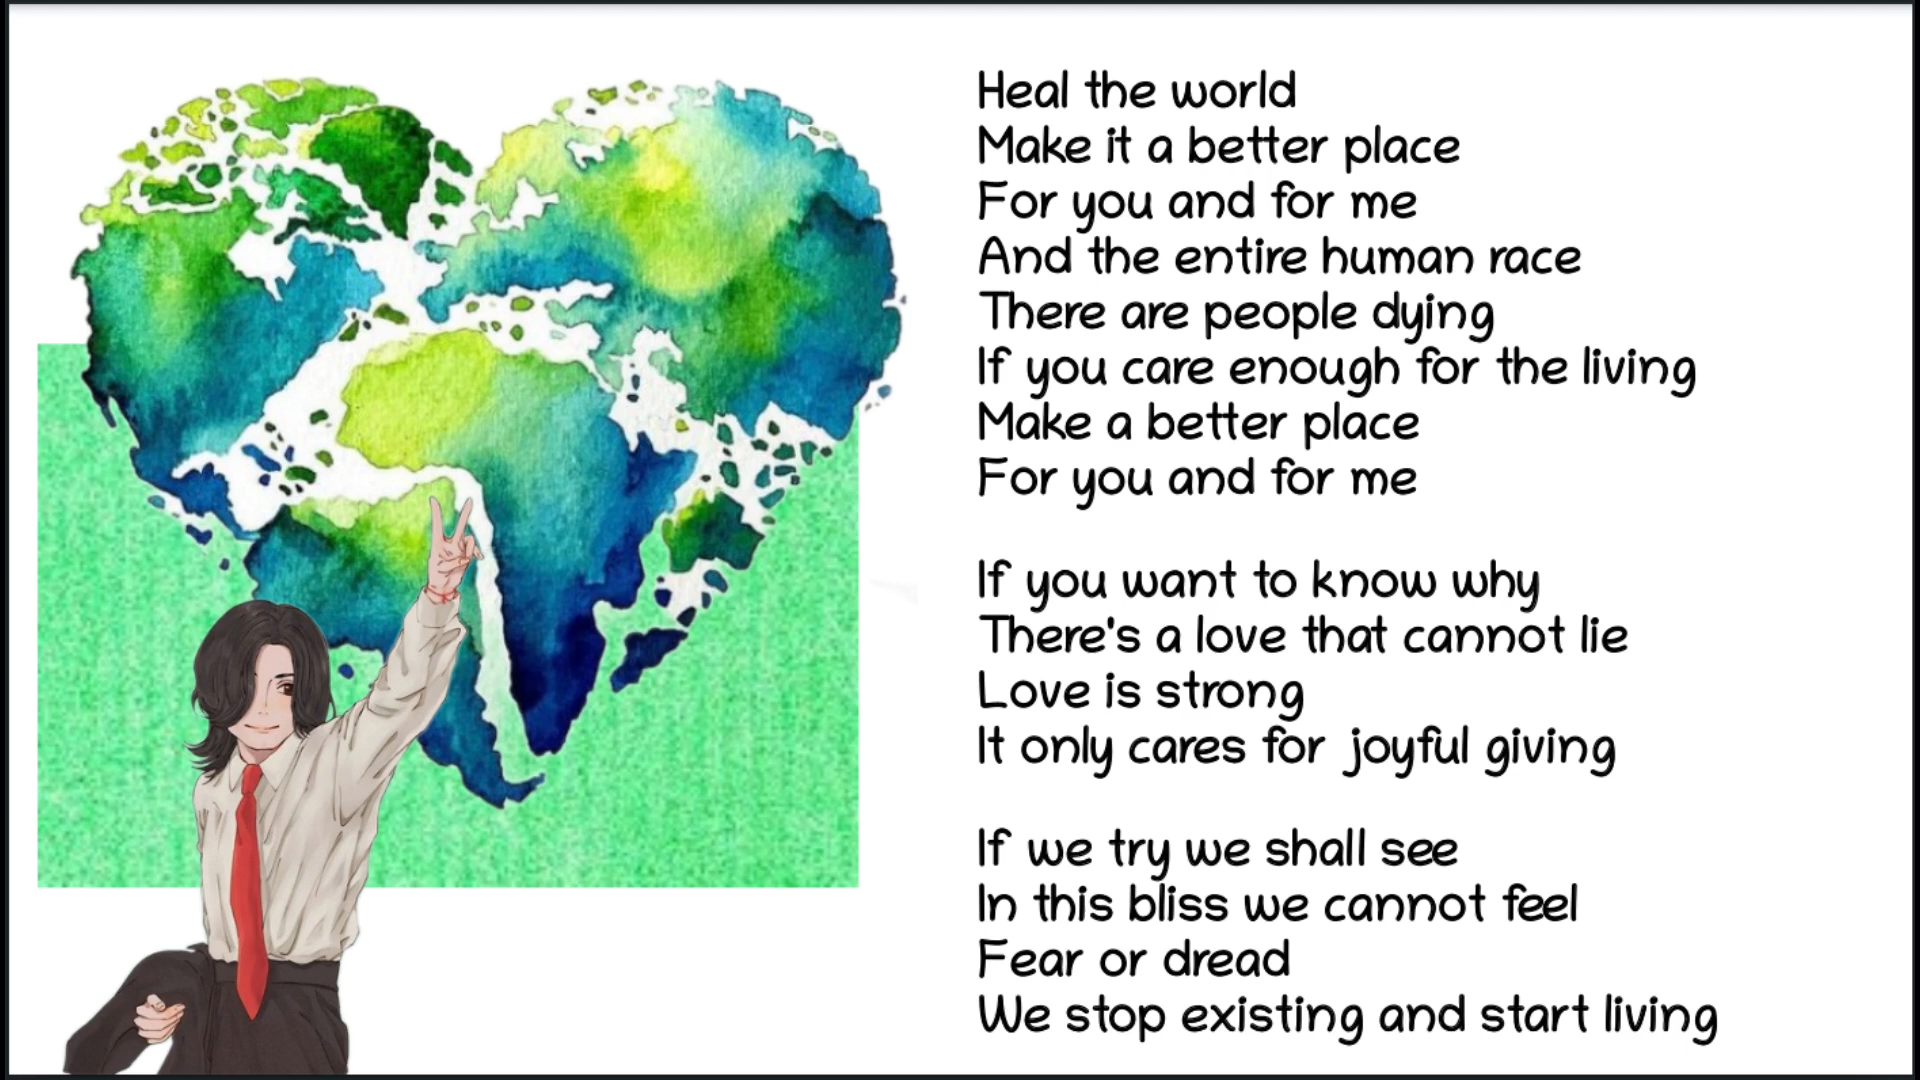 Heal the world
Make it a better place
For you and for me
And the entire human race
There are people dying
If you care enough for the living
Make a better place
For you and for me
If you want to know why
There's a love that cannot lie
Love is strong
It only cares for joyful giving
If we try we shall see
In this bliss we cannot feel
Fear or dread
We stop existing and start living